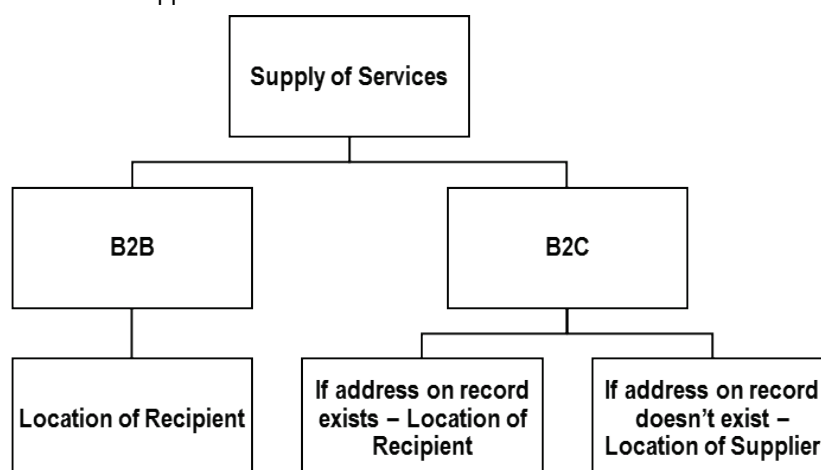 Supply of Services
B2B
B2C
Location of Recipient
If address on record
exists – Location of
Recipient
If address on record
doesn't exist –
Location of Supplier